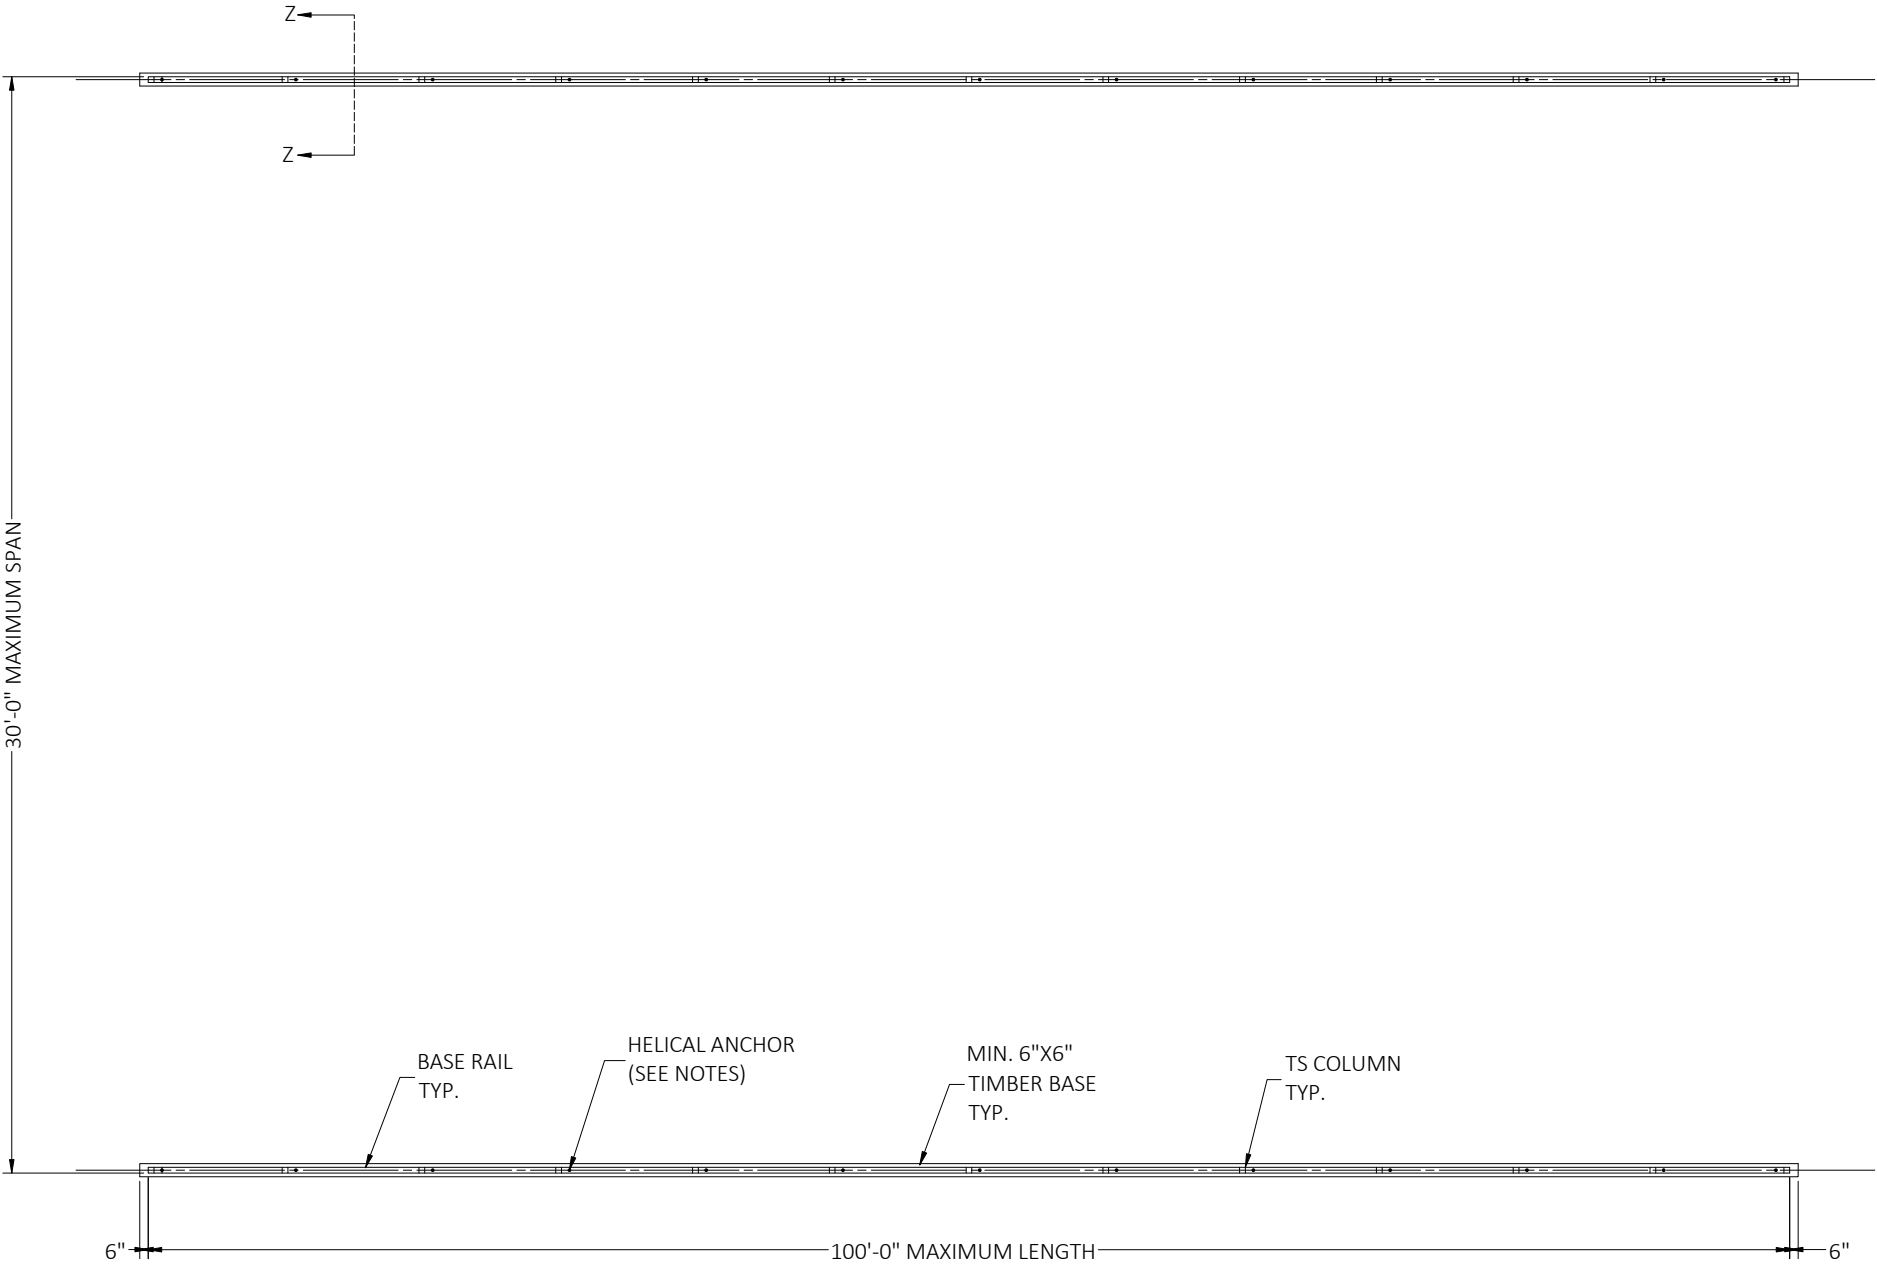 Z
Z
30'-0" MAXIMUM SPAN
BASE RAIL
TYP.
HELICAL ANCHOR
(SEE NOTES)
MIN. 6"X6"
TIMBER BASE
TYP.
TS COLUMN
TYP.
6"
100'-0" MAXIMUM LENGTH
6"